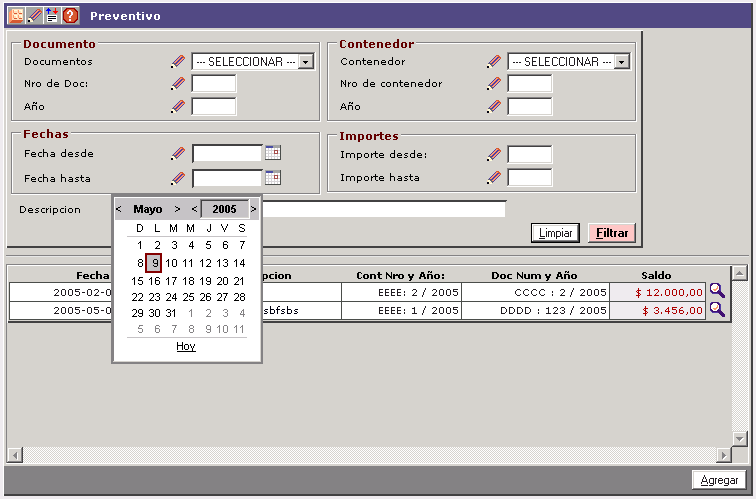 Preventivo
Documento
Documentos --- SELECCIONAR ---
Nro de Doc:
Año
Contenedor
Contenedor --- SELECCIONAR ---
Nro de contenedor
Año
Fechas
Fecha desde
Fecha hasta
Importes
Importe desde:
Importe hasta
Descripcion
Limpiar Filtrar
< Mayo > < 2005 >
D L M M J V S
1 2 3 4 5 6 7
8 9 10 11 12 13 14
15 16 17 18 19 20 21
22 23 24 25 26 27 28
29 30 31 1 2 3 4
5 6 7 8 9 10 11
Hoy
Fecha pcion Cont Nro y Año: Doc Num y Año Saldo
2005-02-0 EEEE: 2 / 2005 CCCC : 2 / 2005 $ 12.000,00
2005-05-0 sbfsbs EEEE: 1 / 2005 DDDD : 123 / 2005 $ 3.456,00
Agregar